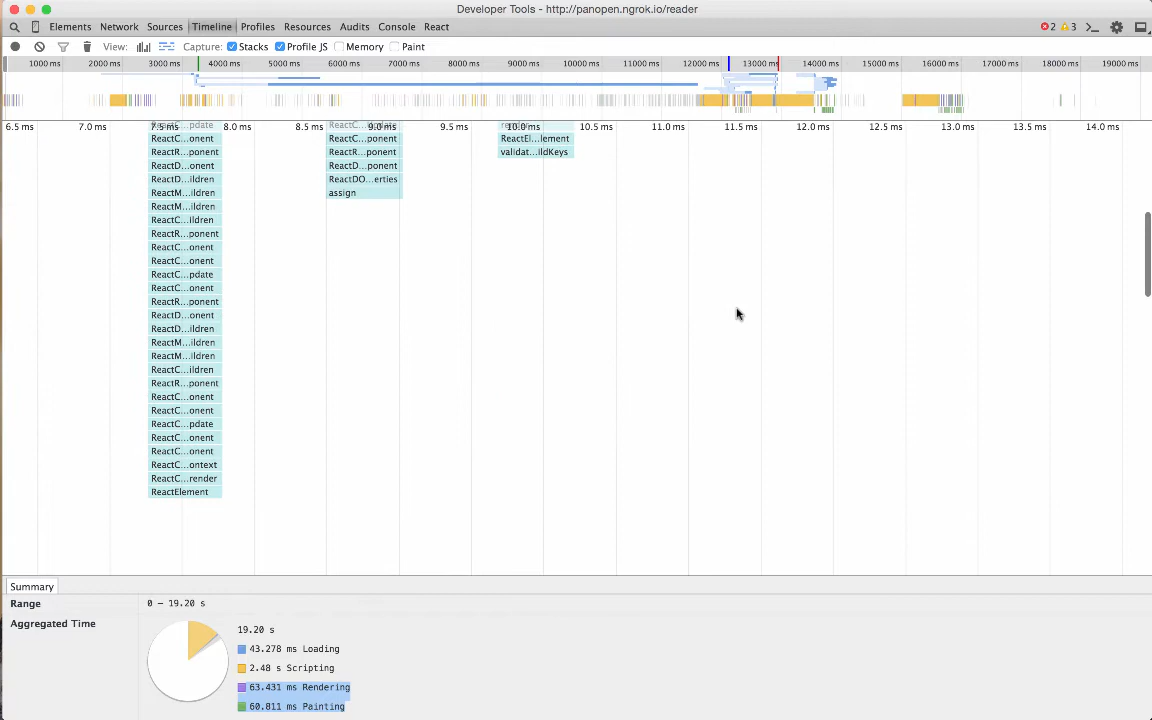 Developer Tools - http://panopen.ngrok.io/reader
Elements Network Sources Timeline Profiles Resources Audits Console React 2 3
View: Capture: Stacks Profile JS Memory Paint
1000 ms 2000 ms 3000 ms 4000 ms 5000 ms 6000 ms 7000 ms 8000 ms 9000 ms 10000 ms 11000 ms 12000 ms 13000 ms 14000 ms 15000 ms 16000 ms 17000 ms 18000 ms 19000 ms
6.5 ms 7.0 ms 7.5 ms 8.0 ms 8.5 ms 9.0 ms 9.5 ms 10.0 ms 10.5 ms 11.0 ms 11.5 ms 12.0 ms 12.5 ms 13.0 ms 13.5 ms 14.0 ms
ReactC...onent ReactC...ponent ReactEl...lement
ReactR...ponent ReactR...ponent validat...ildKeys
ReactD...onent ReactD...ponent
ReactD...ildren ReactDO...erties
ReactM...ildren assign
ReactM...ildren
ReactC...ildren
ReactR...ponent
ReactC...onent
ReactC...onent
ReactC...pdate
ReactC...onent
ReactR...ponent
ReactD...onent
ReactD...ildren
ReactM...ildren
ReactM...ildren
ReactC...ildren
ReactR...ponent
ReactC...onent
ReactC...onent
ReactC...pdate
ReactC...onent
ReactC...onent
ReactC...ontext
ReactC...render
ReactElement
Summary
Range 0 – 19.20 s
Aggregated Time
19.20 s
43.278 ms Loading
2.48 s Scripting
63.431 ms Rendering
60.811 ms Painting